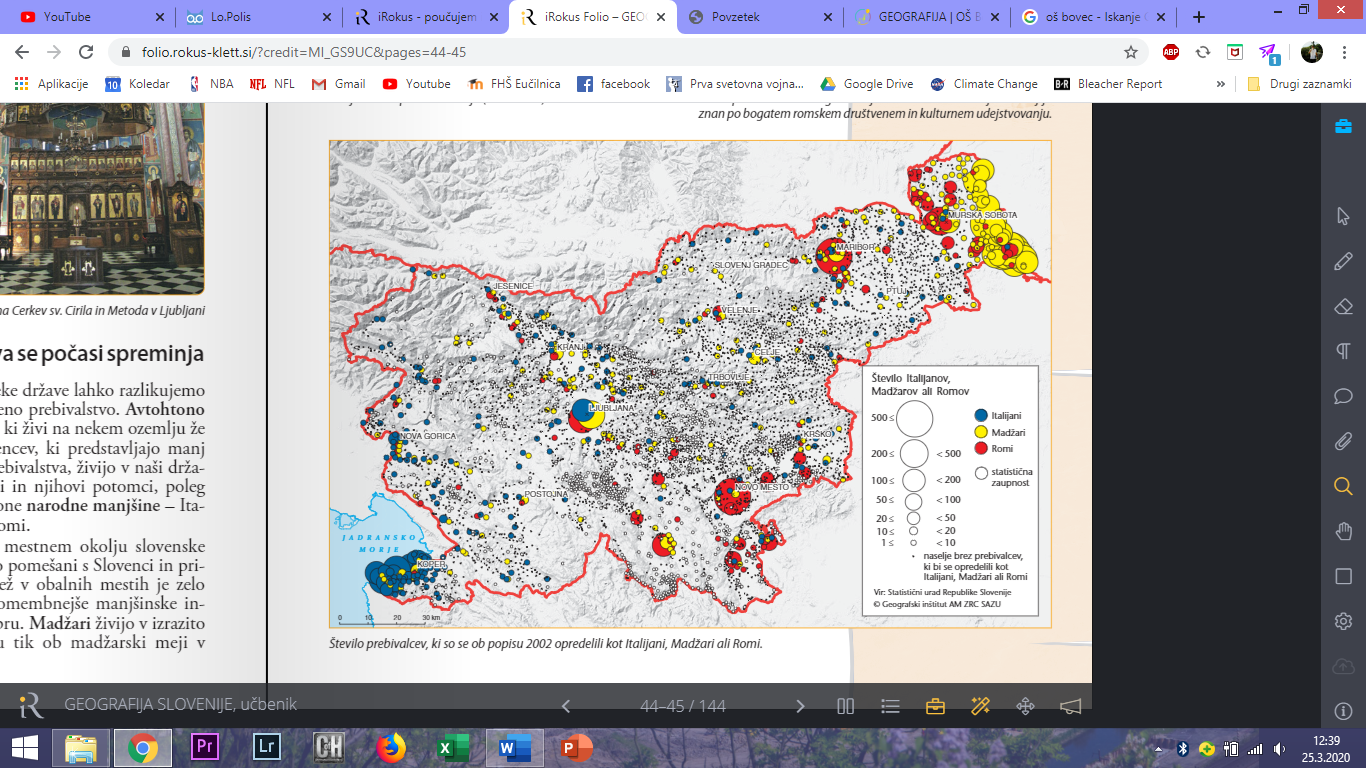 YouTube
Lo.Polis
iRokus - poučujem
iRokus Folio – GEO
Povzetek
GEOGRAFIJA | OŠ B
oš bovec - Iskanje G
folio.rokus-klett.si/?credit=MI_GS9UC&pages=44-45
ABP
1
Aplikacije
10 Koledar
NBA
NFL
Gmail
Youtube
FHŠ Eučilnica
facebook
Prva svetovna vojna...
Google Drive
Climate Change
B/R Bleacher Report
»
Drugi zaznamki
znan po bogatem romskem društvenem in kulturnem udejstvovanju.
na Cerkev sv. Cirila in Metoda v Ljubljani
va se počasi spreminja
eke države lahko razlikujemo
eno prebivalstvo. Avtohtono
ki živi na nekem ozemlju že
encev, ki predstavljajo manj
ebivalstva, živijo v naši drža-
i in njihovi potomci, poleg
one narodne manjšine – Ita-
omi.
mestnem okolju slovenske
o pomešani s Slovenci in pri-
ež v obalnih mestih je zelo
omembnejše manjšinske in-
oru. Madžari živijo v izrazito
u tik ob madžarski meji v
MURSKA SOBOTA
MARIBOR
SLOVENJ GRADEC
PTUJ
JESENICE
VELENJE
KRANJ
CELJE
TRBOVLJE
LJUBLJANA
NOVA GORICA
KRŠKO
NOVO MESTO
POSTOJNA
JADRANSKO
MORJE
KOPER
0 10 20 30 km
Število Italijanov,
Madžarov ali Romov
500 ≤
200 ≤ < 500
100 ≤ < 200
50 ≤ < 100
20 ≤ < 50
10 ≤ < 20
1 ≤ < 10
Italijani
Madžari
Romi
statistična
zaupnost
naselje brez prebivalcev,
ki bi se opredelili kot
Italijani, Madžari ali Romi
Vir: Statistični urad Republike Slovenije
© Geografski inštitut AM ZRC SAZU
Število prebivalcev, ki so se ob popisu 2002 opredelili kot Italijani, Madžari ali Romi.
iR GEOGRAFIJA SLOVENIJE, učbenik
44–45 / 144
Pr
Lr
12:39
25.3.2020